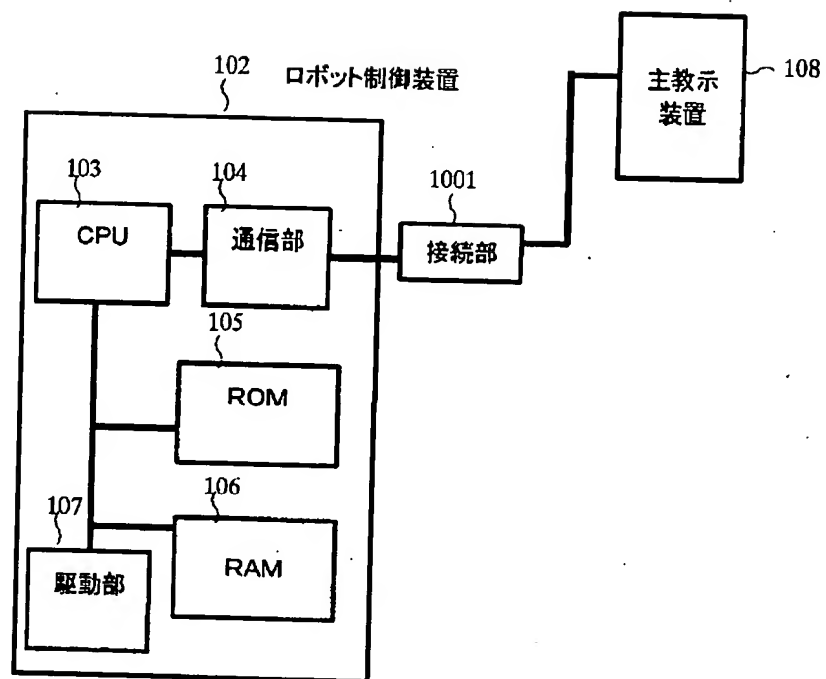 102
ロボット制御装置
主教示
装置
108
103
CPU
104
通信部
1001
接続部
105
ROM
106
RAM
107
駆動部